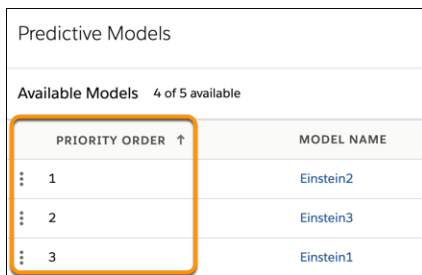 Predictive Models
Available Models 4 of 5 available
PRIORITY ORDER ↑ MODEL NAME
1 Einstein2
2 Einstein3
3 Einstein1